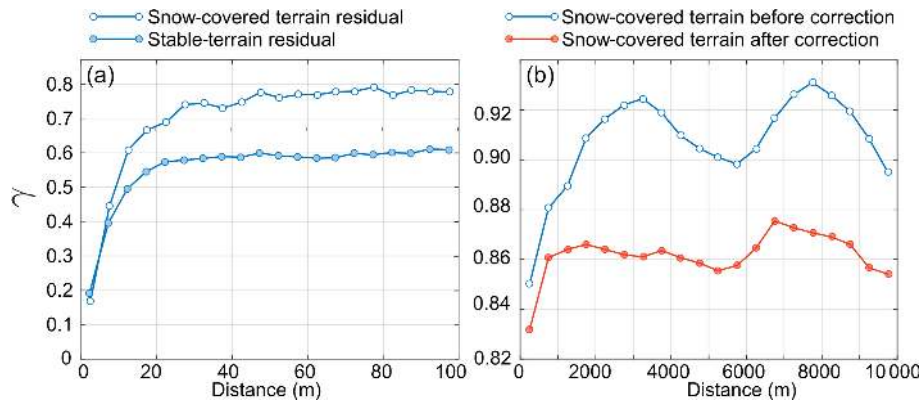 Snow-covered terrain residual
Stable-terrain residual
Snow-covered terrain before correction
Snow-covered terrain after correction
(a)
0.8
0.7
0.6
0.5
0.4
0.3
0.2
0.1
0
γ
0 20 40 60 80 100
Distance (m)
(b)
0.92
0.90
0.88
0.86
0.84
0.82
0 2000 4000 6000 8000 10 000
Distance (m)